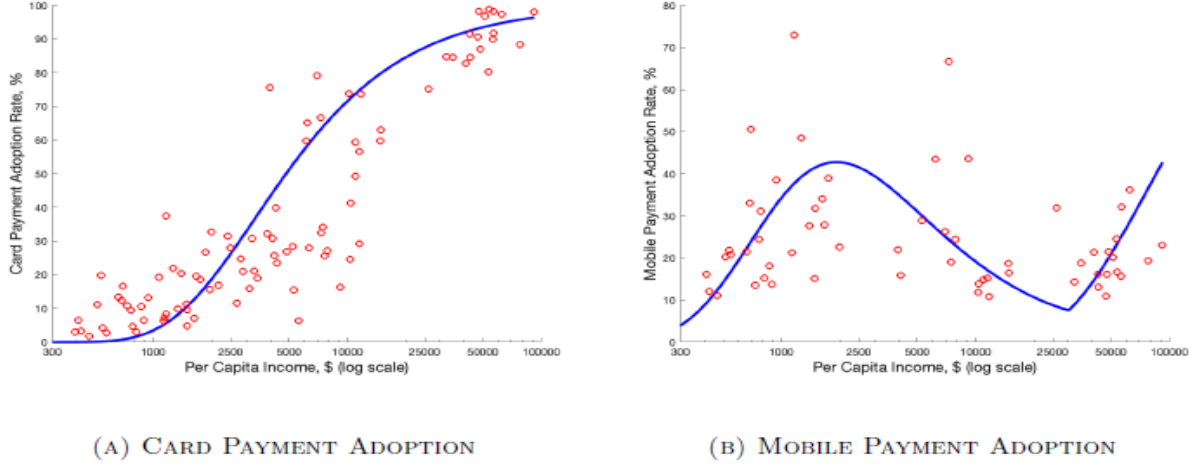 Card Payment Adoption Rate, %
100
90
80
70
60
50
40
30
20
10
0
300 1000 2500 5000 10000 25000 50000 100000
Per Capita Income, $ (log scale)
(A) CARD PAYMENT ADOPTION
Mobile Payment Adoption Rate, %
80
70
60
50
40
30
20
10
0
300 1000 2500 5000 10000 25000 50000 100000
Per Capita Income, $ (log scale)
(B) MOBILE PAYMENT ADOPTION